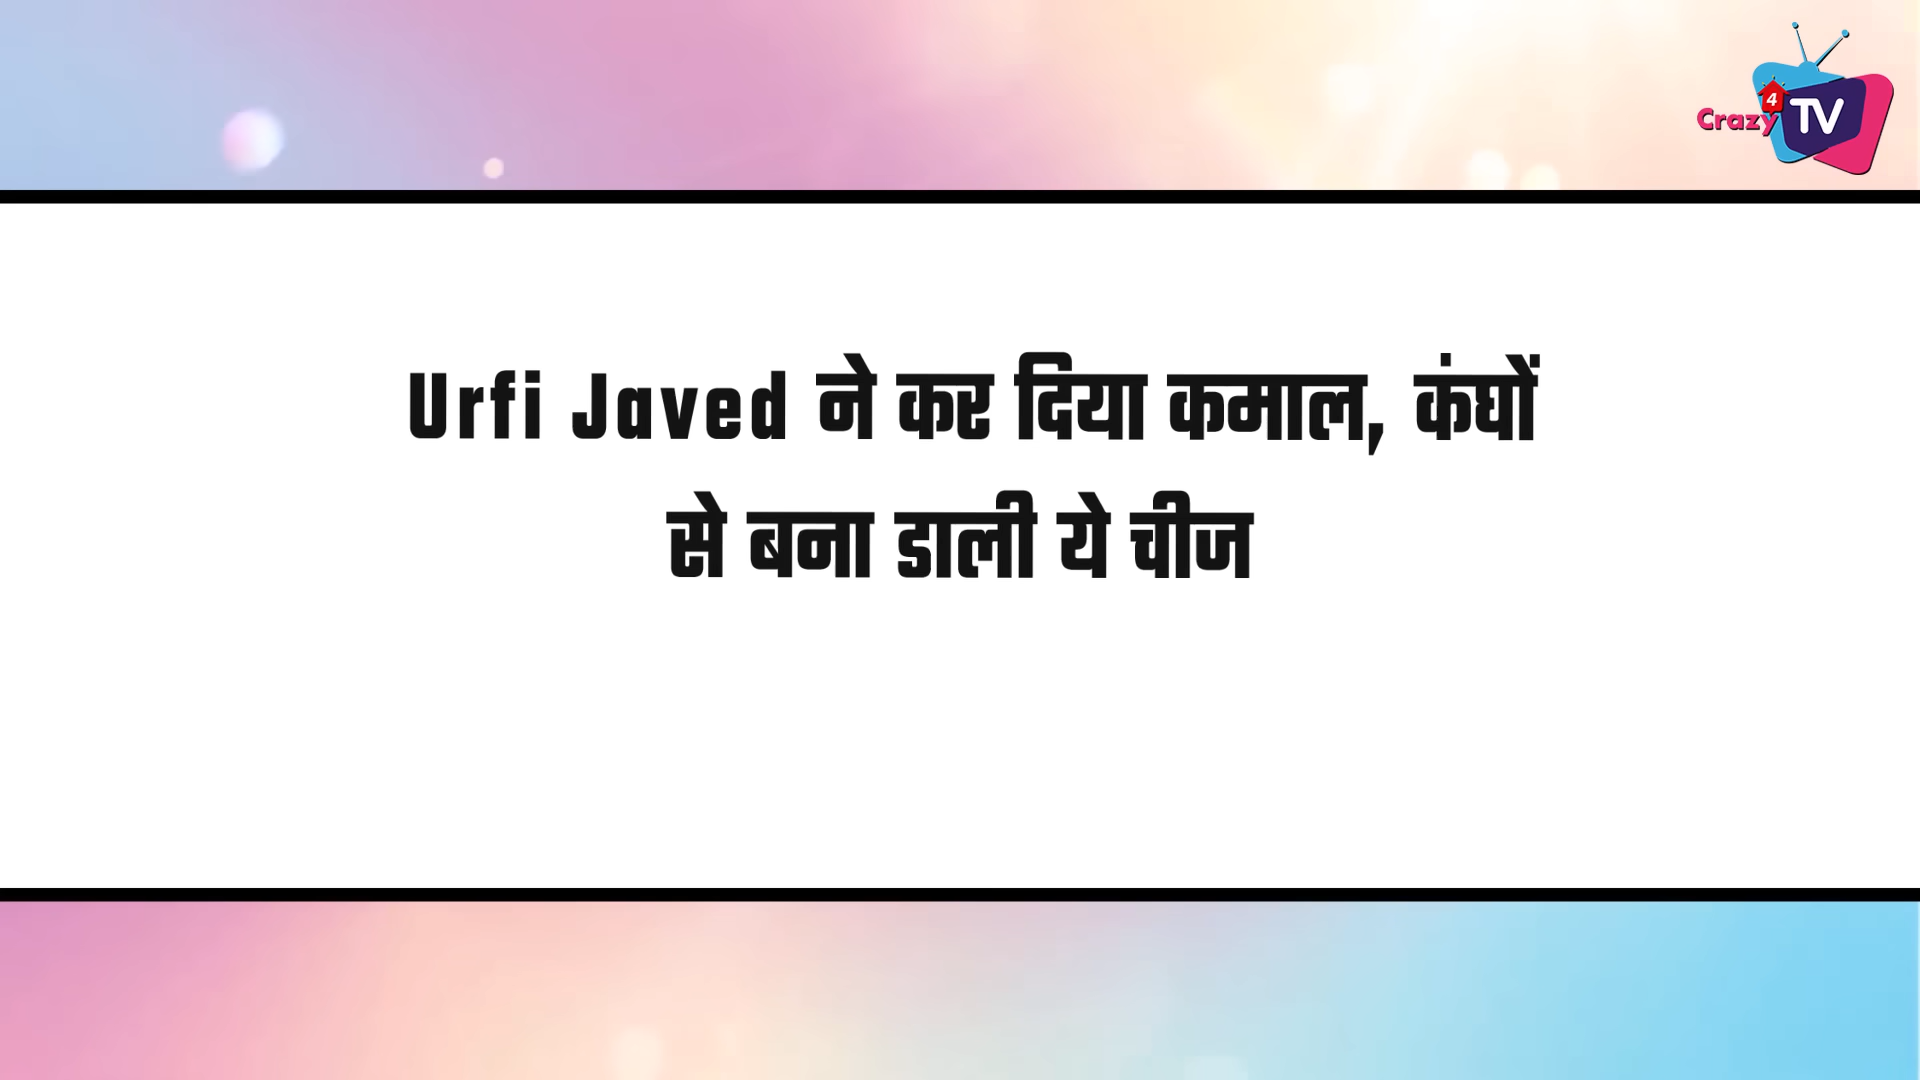 Crazy 4 TV
Urfi Javed ने कर दिया कमाल, कंघों
से बना डाली ये चीज